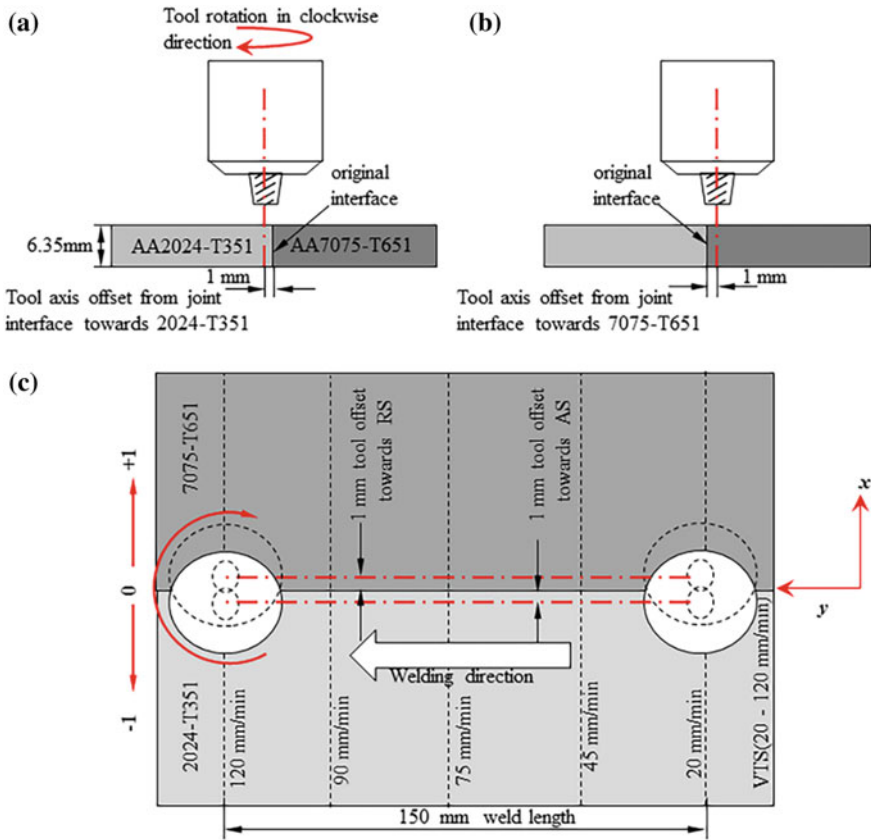 (a)
Tool rotation in clockwise
direction
original
interface
6.35mm
AA2024-T351
AA7075-T651
1 mm
Tool axis offset from joint
interface towards 2024-T351
(b)
original
interface
1 mm
Tool axis offset from joint
interface towards 7075-T651
(c)
+1
0
-1
7075-T651
2024-T351
1 mm tool offset
towards RS
1 mm tool offset
towards AS
x
y
Welding direction
120 mm/min
90 mm/min
75 mm/min
45 mm/min
20 mm/min
VTS(20 - 120 mm/min)
150 mm weld length